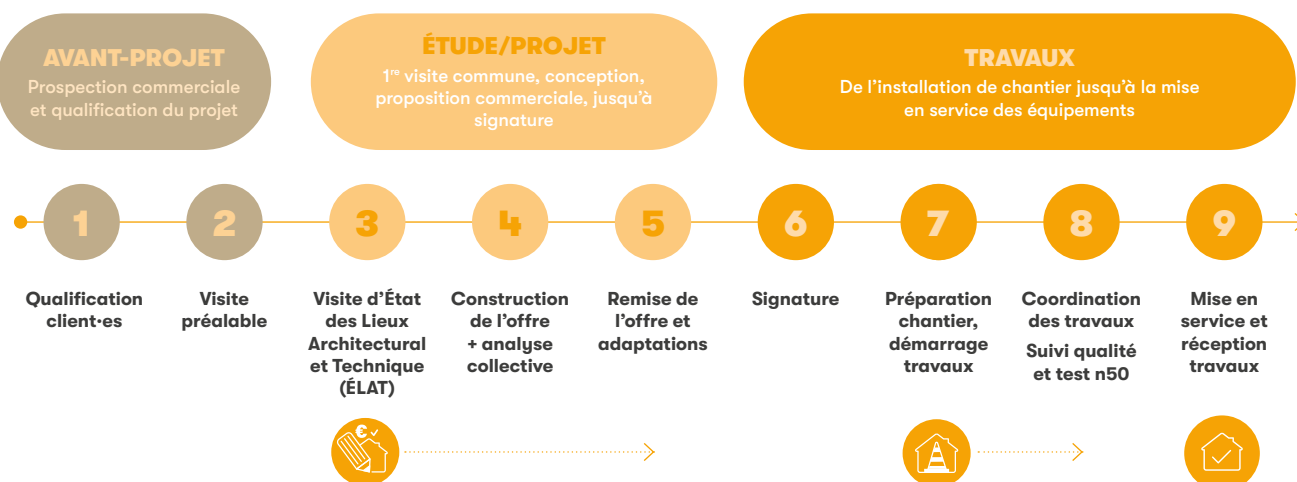 AVANT-PROJET
Prospection commerciale
et qualification du projet
ÉTUDE/PROJET
1re visite commune, conception,
proposition commerciale, jusqu'à
signature
TRAVAUX
De l'installation de chantier jusqu'à la mise
en service des équipements
1
2
3
4
5
6
7
8
9
Qualification
client·es
Visite
préalable
Visite d'État
des Lieux
Architectural
et Technique
(ÉLAT)
Construction
de l'offre
+ analyse
collective
Remise de
l'offre et
adaptations
Signature
Préparation
chantier,
démarrage
travaux
Coordination
des travaux
Suivi qualité
et test n50
Mise en
service et
réception
travaux
€